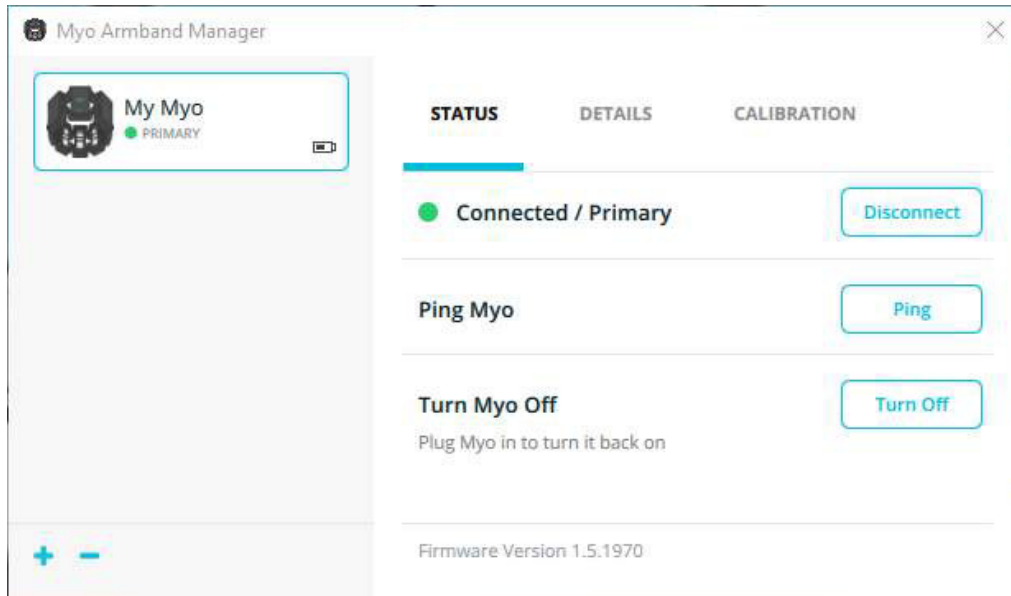 Myo Armband Manager
My Myo
PRIMARY
STATUS DETAILS CALIBRATION
Connected / Primary Disconnect
Ping Myo Ping
Turn Myo Off Turn Off
Plug Myo in to turn it back on
Firmware Version 1.5.1970